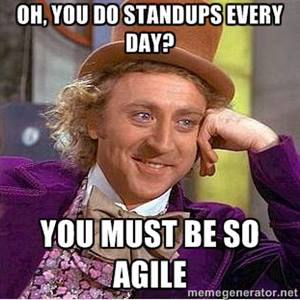 OH, YOU DO STANDUPS EVERY
DAY?
YOU MUST BE SO
AGILE
memegenerator.net